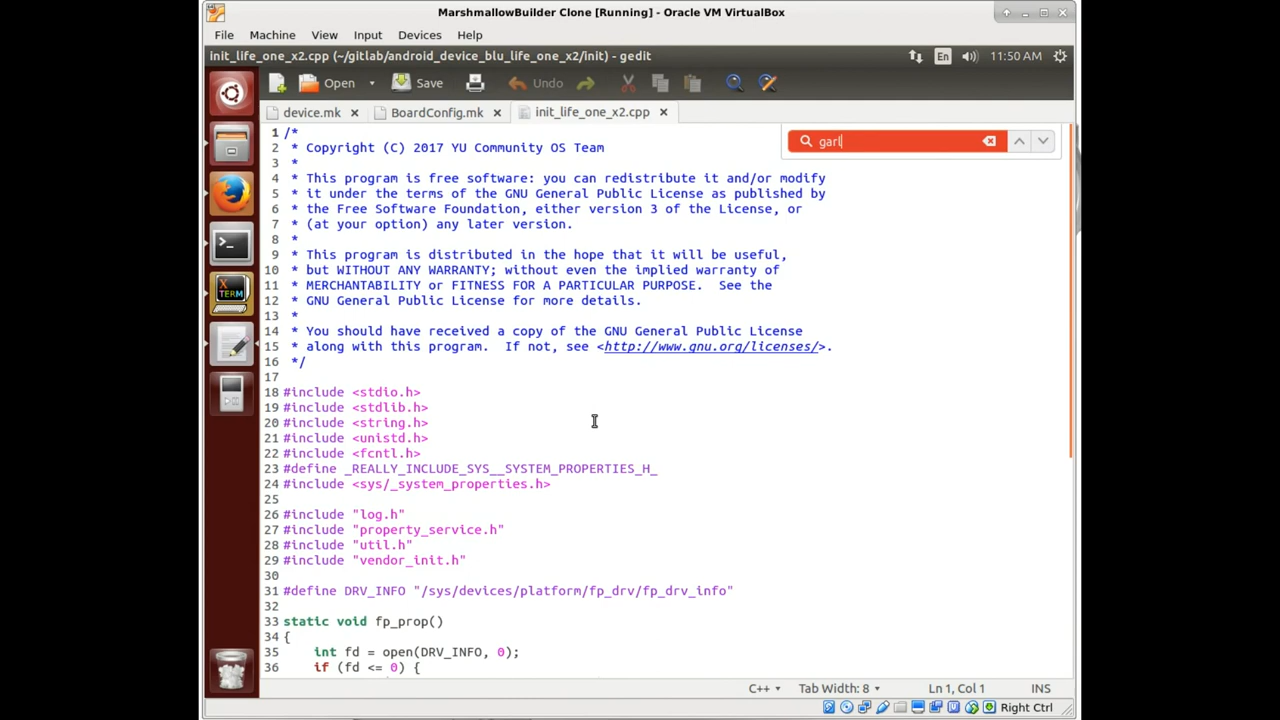 MarshmallowBuilder Clone [Running] - Oracle VM VirtualBox
File Machine View Input Devices Help
init_life_one_x2.cpp (~/gitlab/android_device_blu_life_one_x2/init) - gedit En 11:50 AM
Open Save Undo
device.mk BoardConfig.mk init_life_one_x2.cpp
garl
1 /*
2 * Copyright (C) 2017 YU Community OS Team
3 *
4 * This program is free software: you can redistribute it and/or modify
5 * it under the terms of the GNU General Public License as published by
6 * the Free Software Foundation, either version 3 of the License, or
7 * (at your option) any later version.
8 *
9 * This program is distributed in the hope that it will be useful,
10 * but WITHOUT ANY WARRANTY; without even the implied warranty of
11 * MERCHANTABILITY or FITNESS FOR A PARTICULAR PURPOSE.  See the
12 * GNU General Public License for more details.
13 *
14 * You should have received a copy of the GNU General Public License
15 * along with this program.  If not, see <http://www.gnu.org/licenses/>.
16 */
17
18 #include <stdio.h>
19 #include <stdlib.h>
20 #include <string.h>
21 #include <unistd.h>
22 #include <fcntl.h>
23 #define _REALLY_INCLUDE_SYS__SYSTEM_PROPERTIES_H_
24 #include <sys/_system_properties.h>
25
26 #include "log.h"
27 #include "property_service.h"
28 #include "util.h"
29 #include "vendor_init.h"
30
31 #define DRV_INFO "/sys/devices/platform/fp_drv/fp_drv_info"
32
33 static void fp_prop()
34 {
35 int fd = open(DRV_INFO, 0);
36 if (fd <= 0) {
X TERM
C++ Tab Width: 8 Ln 1, Col 1 INS
Right Ctrl